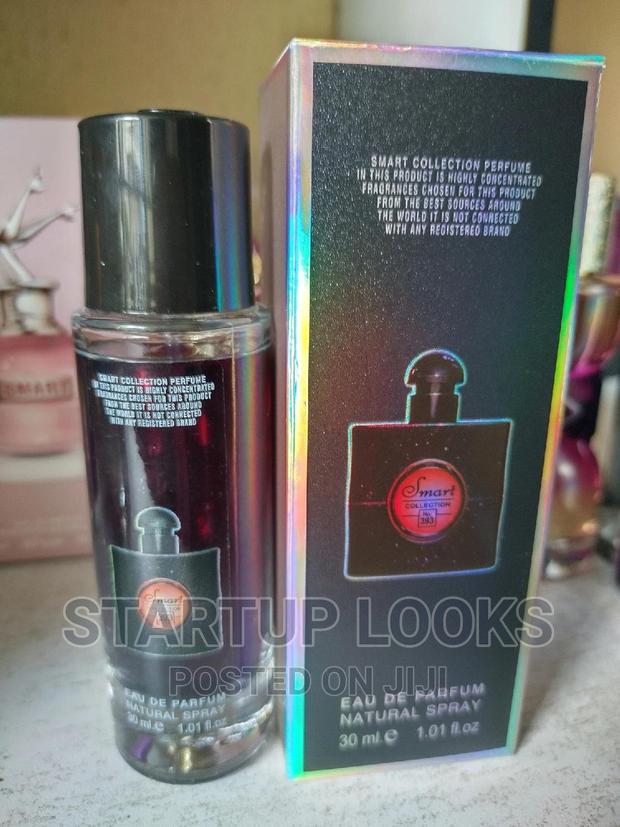 SMART COLLECTION PERFUME
IN THIS PRODUCT IS HIGHLY CONCENTRATED
FRAGRANCES CHOSEN FOR THIS PRODUCT
FROM THE BEST SOURCES AROUND
THE WORLD IT IS NOT CONNECTED
WITH ANY REGISTERED BRAND
Smart
COLLECTION
No.
393
EAU DE PARFUM
NATURAL SPRAY
30 ml.e 1.01 fl.oz
SMART COLLECTION PERFUME
IN THIS PRODUCT IS HIGHLY CONCENTRATED
FRAGRANCES CHOSEN FOR THIS PRODUCT
FROM THE BEST SOURCES AROUND
THE WORLD IT IS NOT CONNECTED
WITH ANY REGISTERED BRAND
Smart
COLLECTION
EAU DE PARFUM
NATURAL SPRAY
30 ml.e 1.01 fl.oz
SMART
STARTUP LOOKS
POSTED ON JIJI